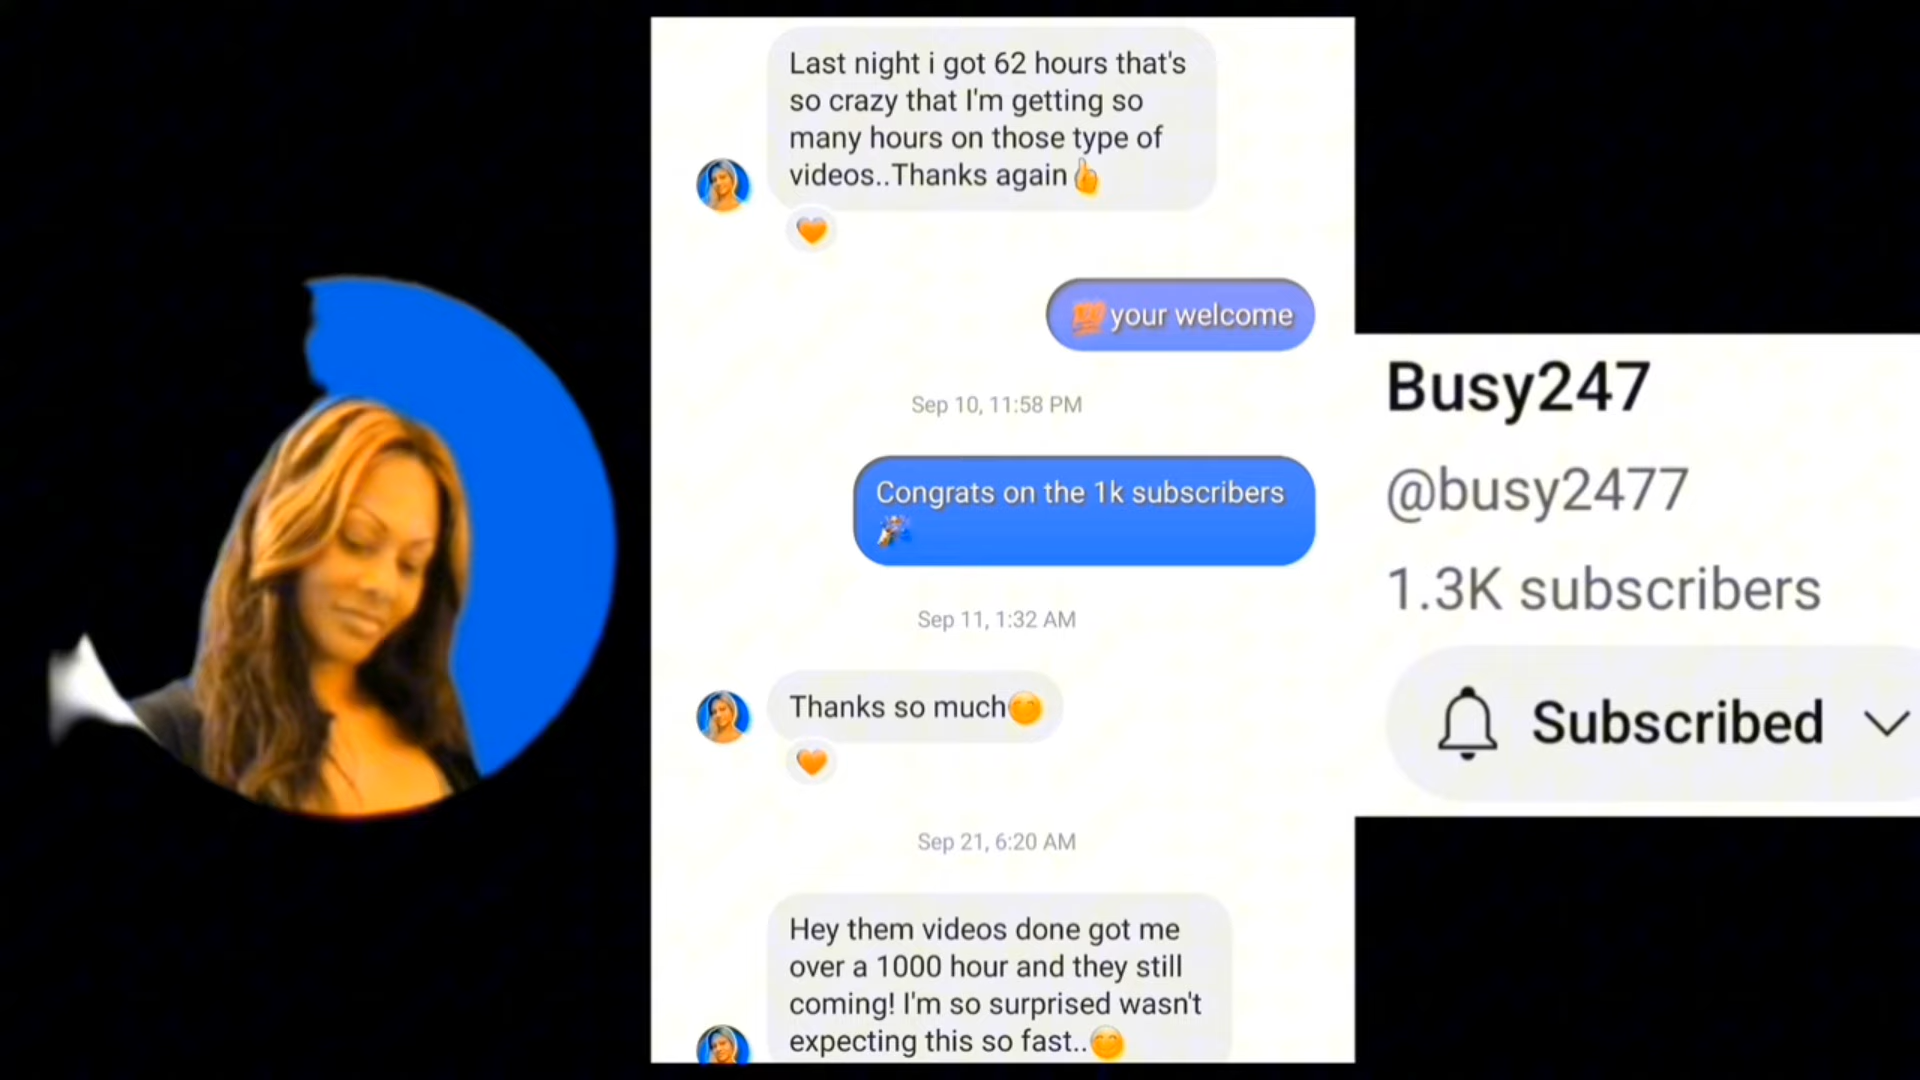 Last night i got 62 hours that's
so crazy that I'm getting so
many hours on those type of
videos..Thanks again👍
🧡
💯your welcome
Sep 10, 11:58 PM
Congrats on the 1k subscribers
🎉
Sep 11, 1:32 AM
Thanks so much😊
🧡
Sep 21, 6:20 AM
Hey them videos done got me
over a 1000 hour and they still
coming! I'm so surprised wasn't
expecting this so fast..😊
Busy247
@busy2477
1.3K subscribers
Subscribed